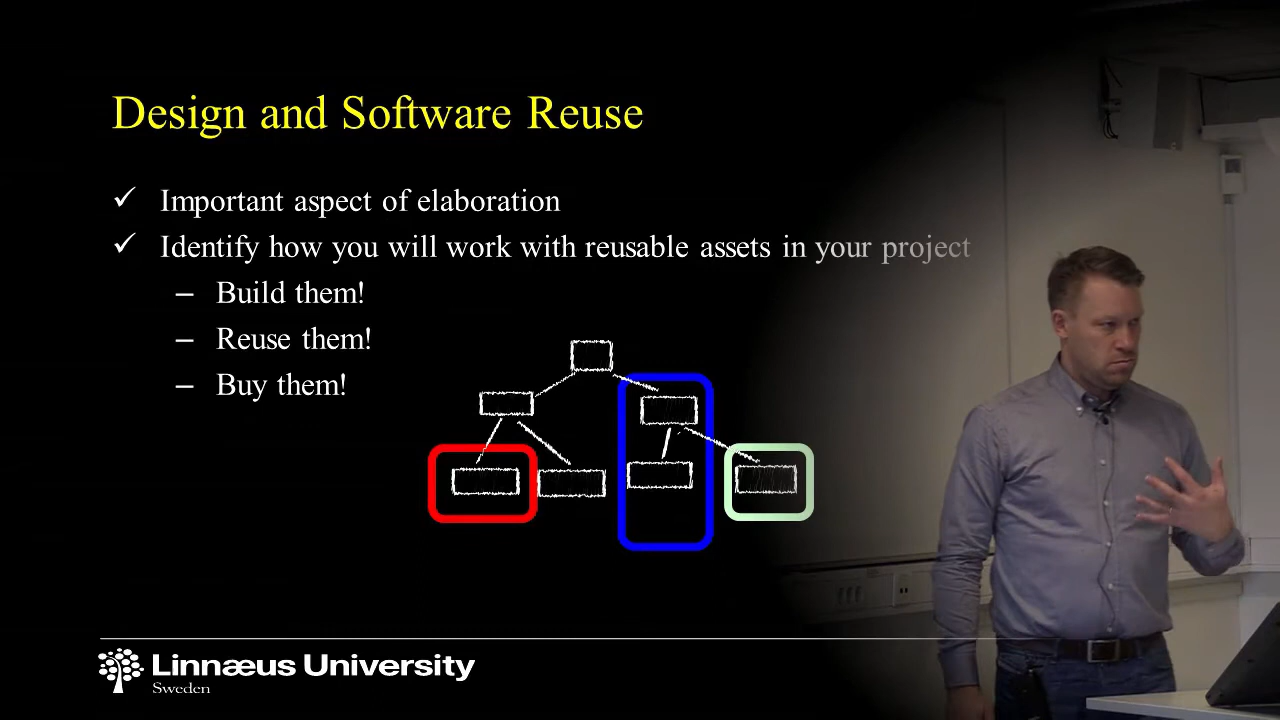 Design and Software Reuse
✓ Important aspect of elaboration
✓ Identify how you will work with reusable assets in your project
– Build them!
– Reuse them!
– Buy them!
Linnæus University
Sweden